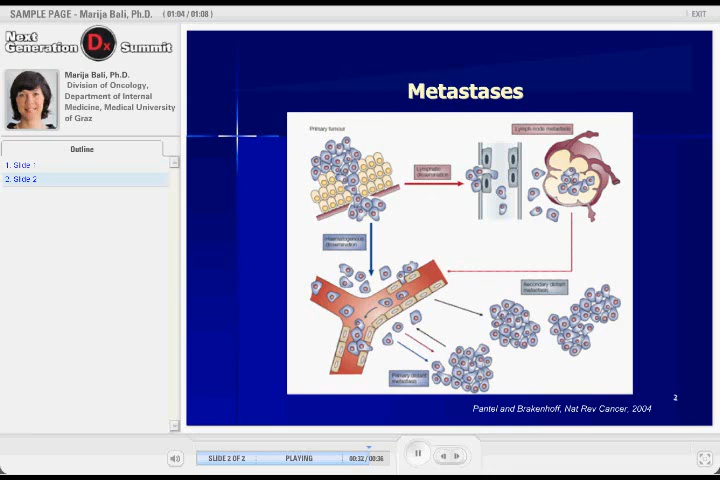 SAMPLE PAGE - Marija Bali, Ph.D. ( 01:04 / 01:08 )
EXIT
Next
Generation Dx Summit
Marija Bali, Ph.D.
Division of Oncology,
Department of Internal
Medicine, Medical University
of Graz
Outline
1. Slide 1
2. Slide 2
Metastases
Primary tumour
Lymph-node metastasis
Lymphatic
dissemination
Haematogenous
dissemination
Secondary distant
metastasis
Primary distant
metastasis
2
Pantel and Brakenhoff, Nat Rev Cancer, 2004
SLIDE 2 OF 2
PLAYING
00:32 / 00:36